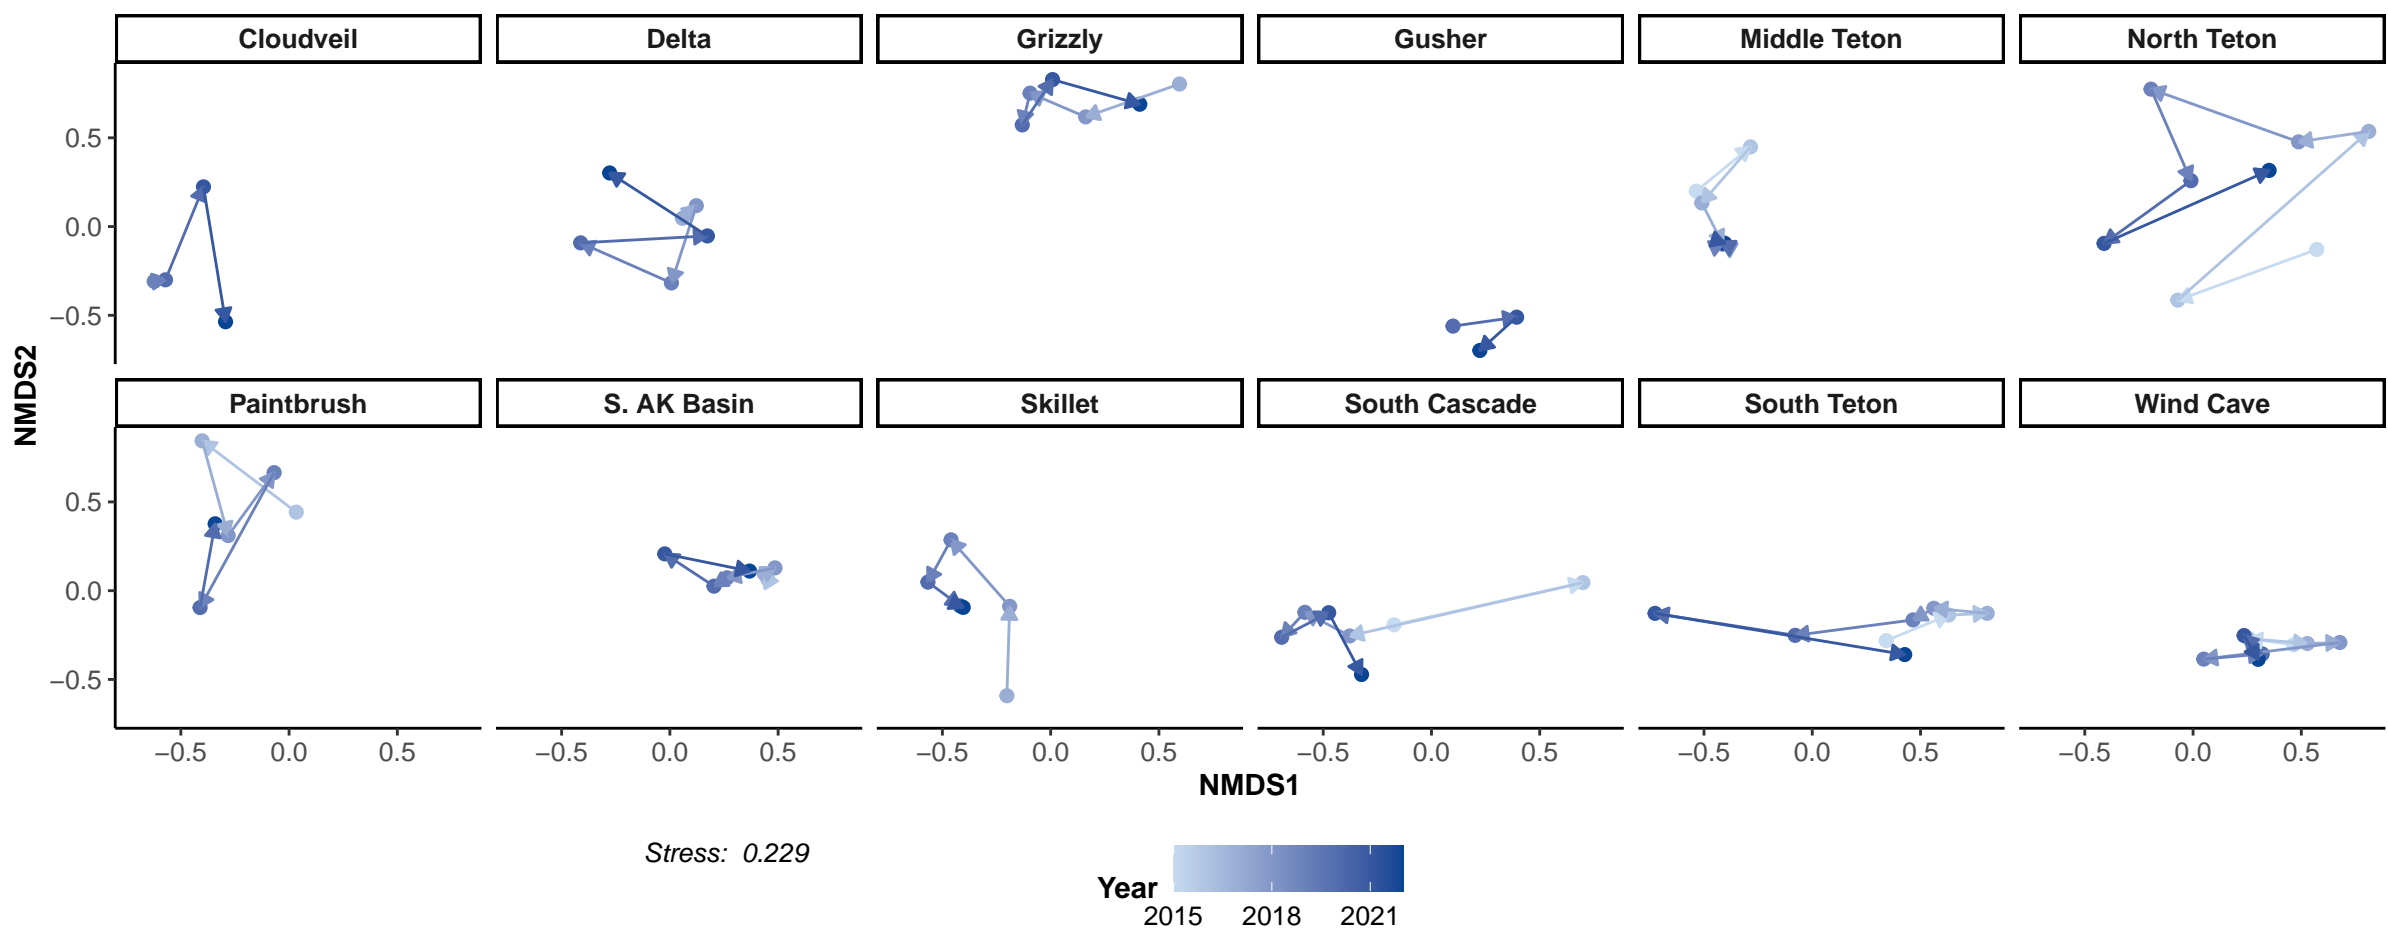 Cloudveil Delta Grizzly Gusher Middle Teton North Teton
0.5
0.0
−0.5
NMDS2
Paintbrush S. AK Basin Skillet South Cascade South Teton Wind Cave
0.5
0.0
−0.5
−0.5 0.0 0.5 −0.5 0.0 0.5 −0.5 0.0 0.5 −0.5 0.0 0.5 −0.5 0.0 0.5 −0.5 0.0 0.5
NMDS1
Stress: 0.229
Year
2015 2018 2021